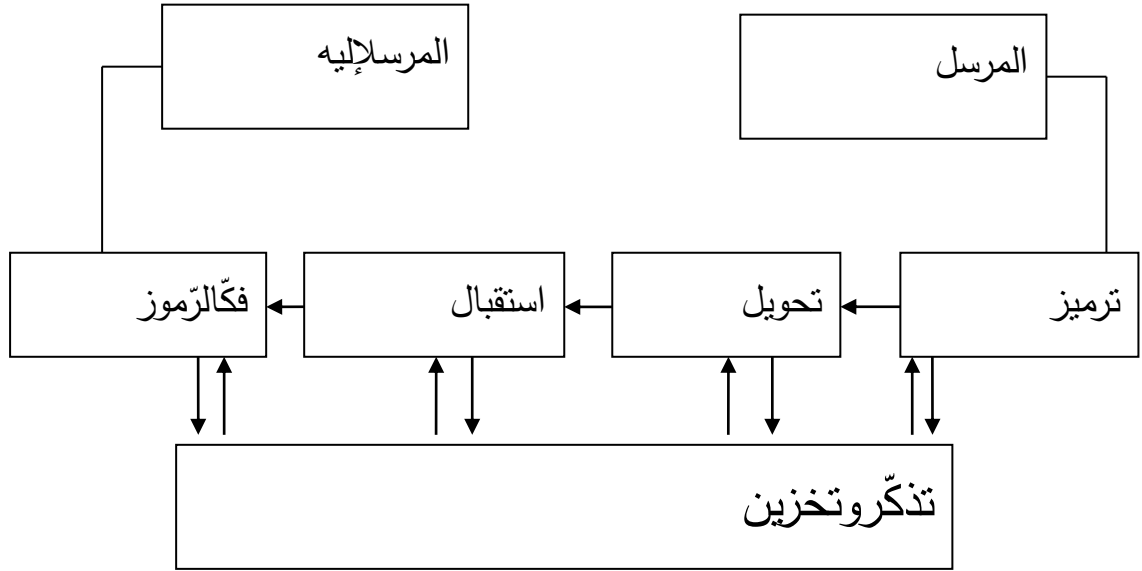 المرسل
المرسلإليه
ترميز
تحويل
استقبال
فكّالرّموز
تذكّروتخزين